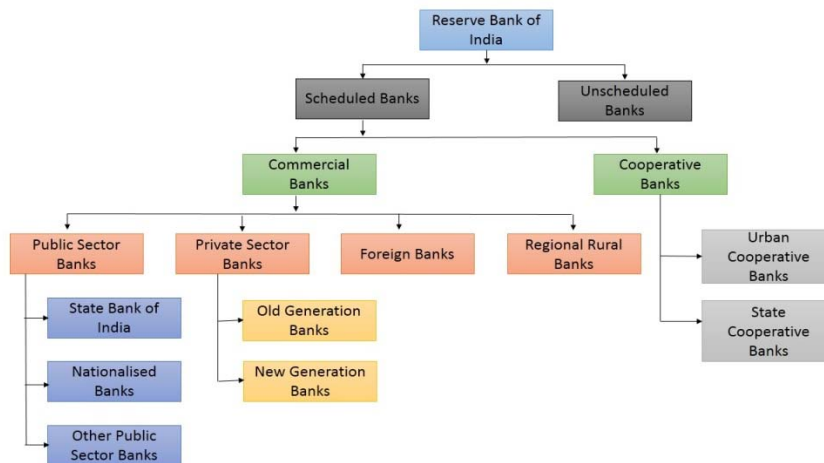 Reserve Bank of
India
Scheduled Banks
Unscheduled
Banks
Commercial
Banks
Cooperative
Banks
Public Sector
Banks
Private Sector
Banks
Foreign Banks
Regional Rural
Banks
Urban
Cooperative
Banks
State Bank of
India
Old Generation
Banks
State
Cooperative
Banks
Nationalised
Banks
New Generation
Banks
Other Public
Sector Banks